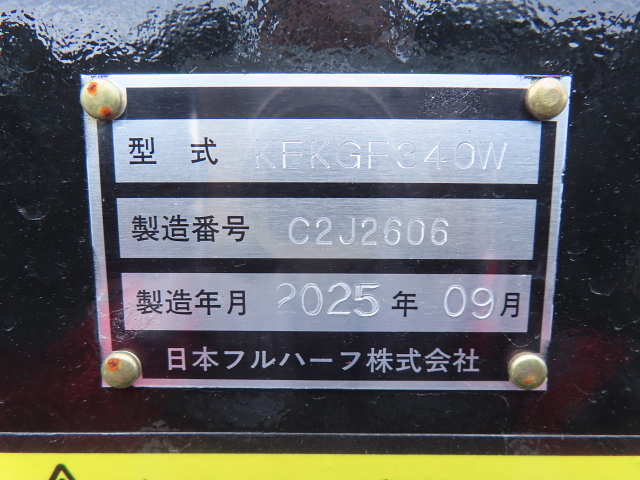 型式 KFKGF340W
製造番号 C2J2606
製造年月 2025年09月
日本フルハーフ株式会社